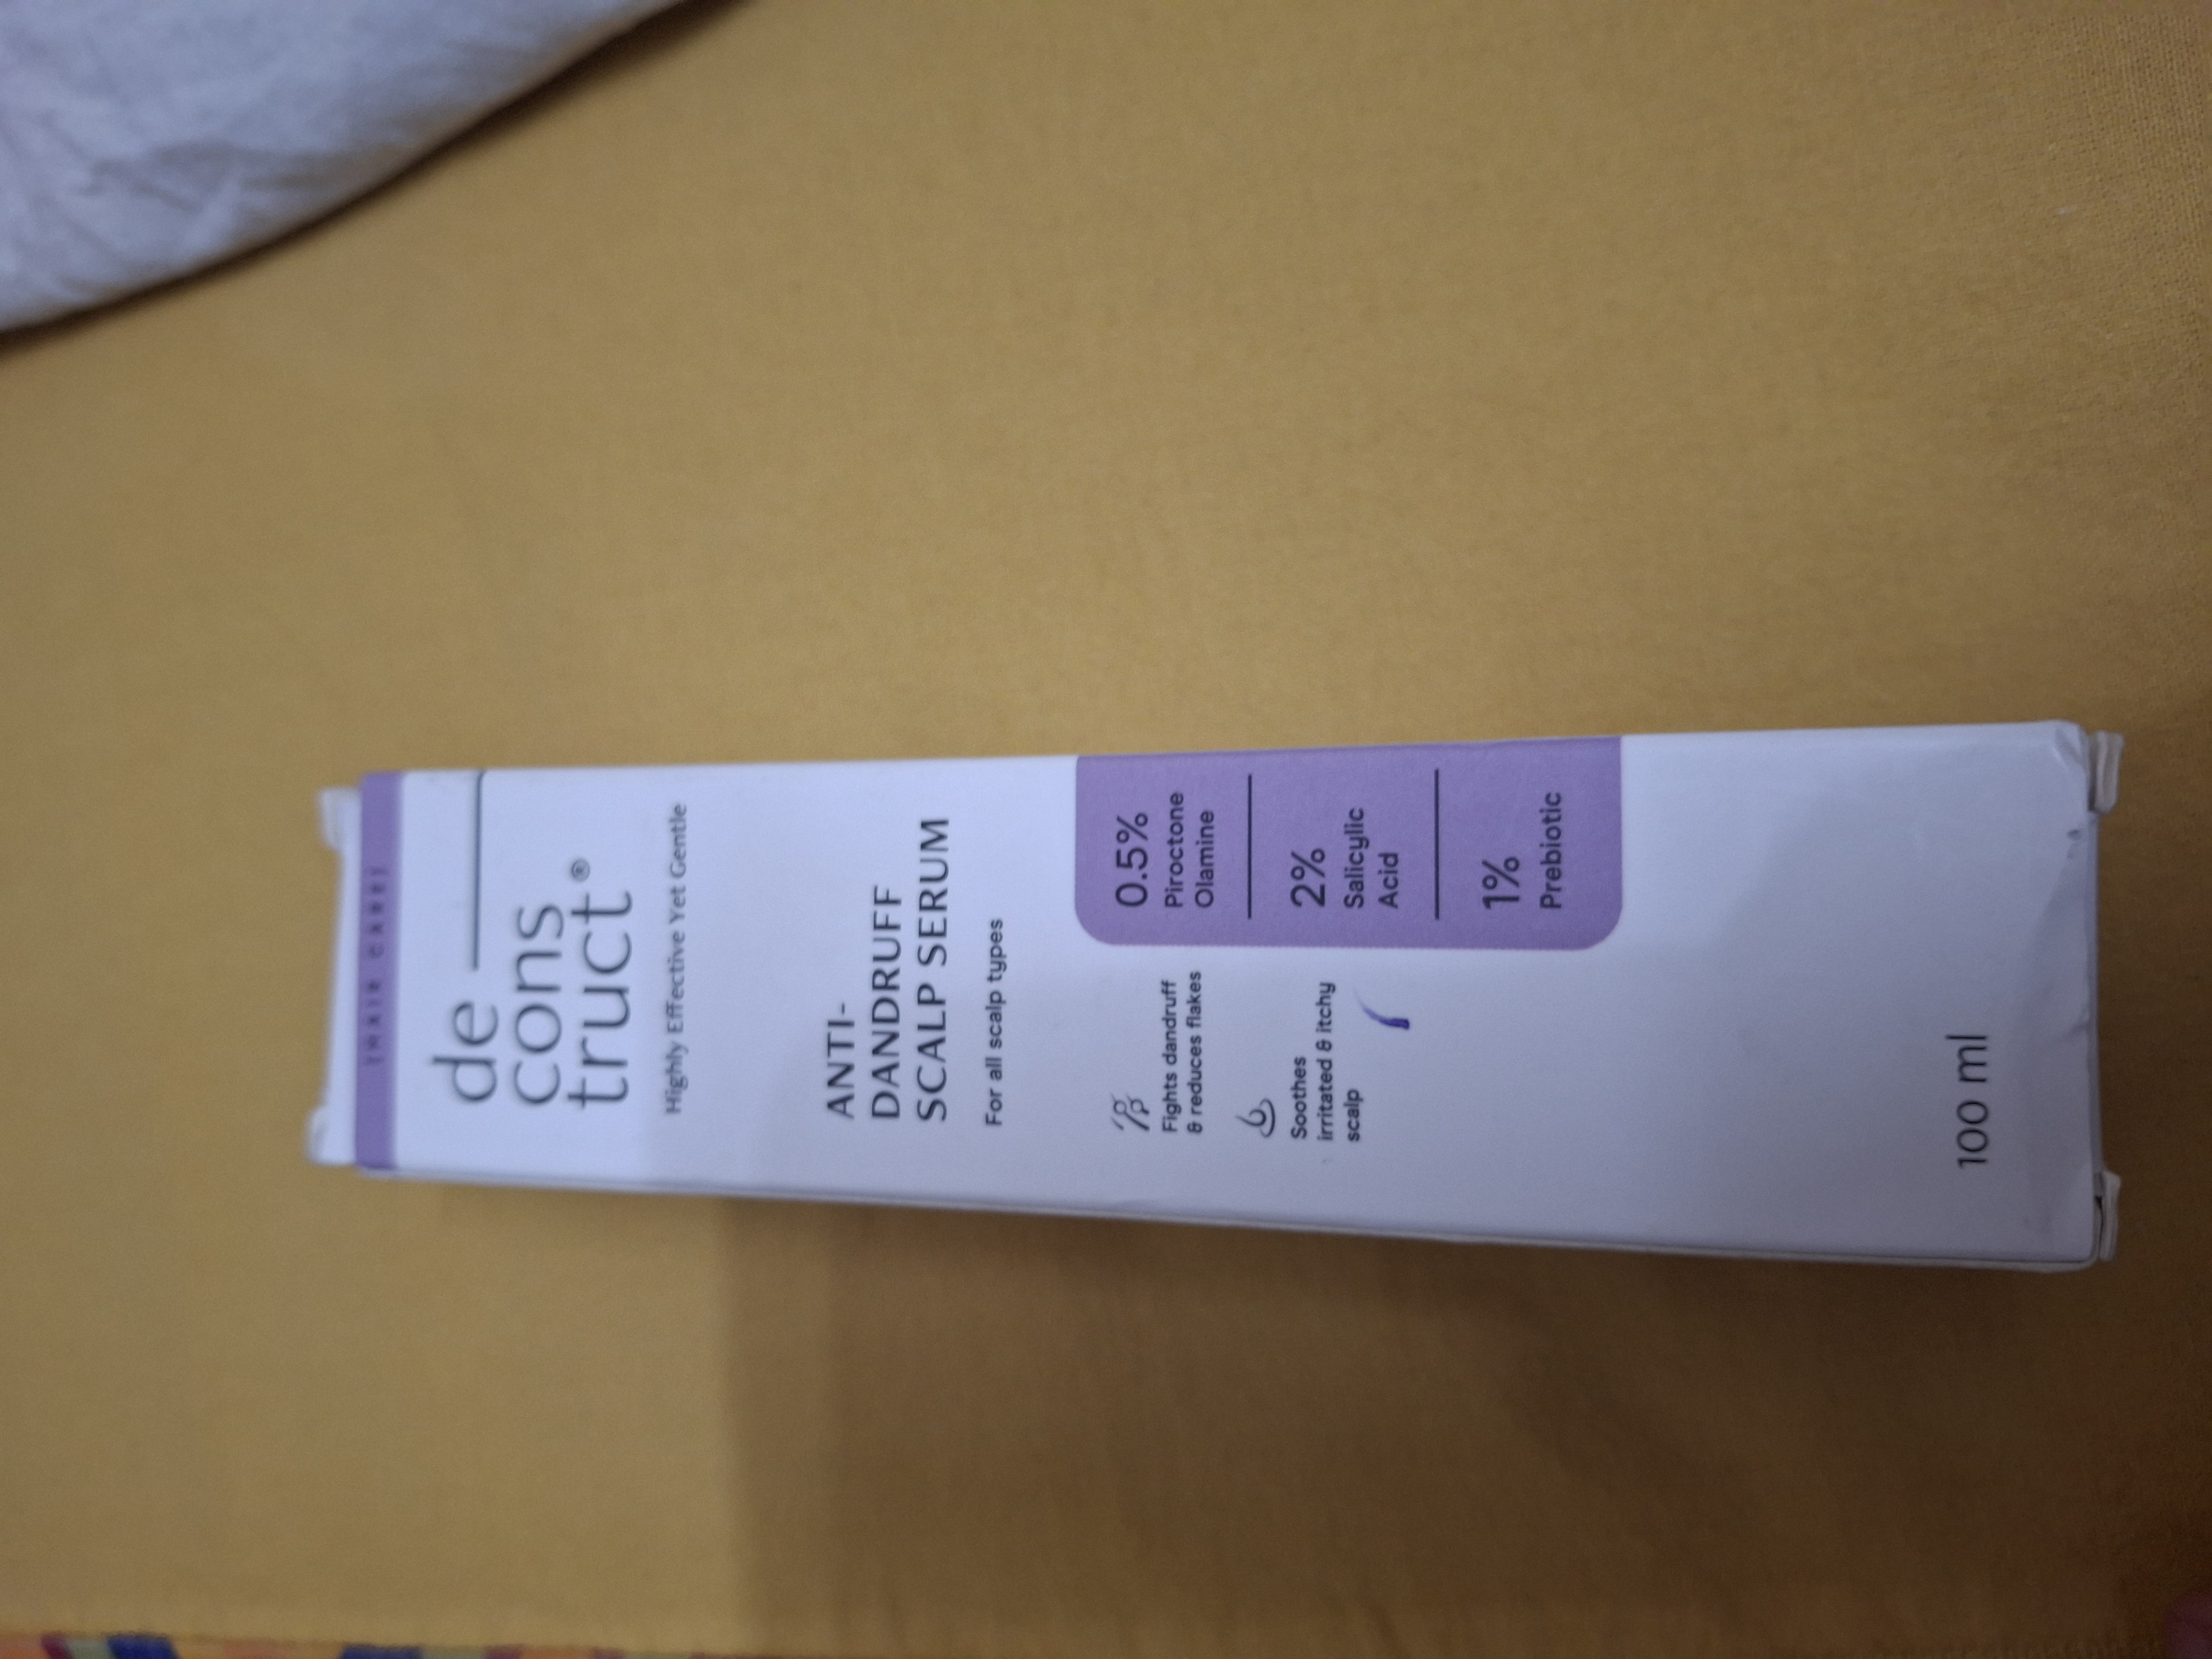 [HAIR CARE]
de
cons
truct®
Highly Effective Yet Gentle
ANTI-
DANDRUFF
SCALP SERUM
For all scalp types
Fights dandruff
& reduces flakes
Soothes
irritated & itchy
scalp
0.5%
Piroctone
Olamine
2%
Salicylic
Acid
1%
Prebiotic
100 ml